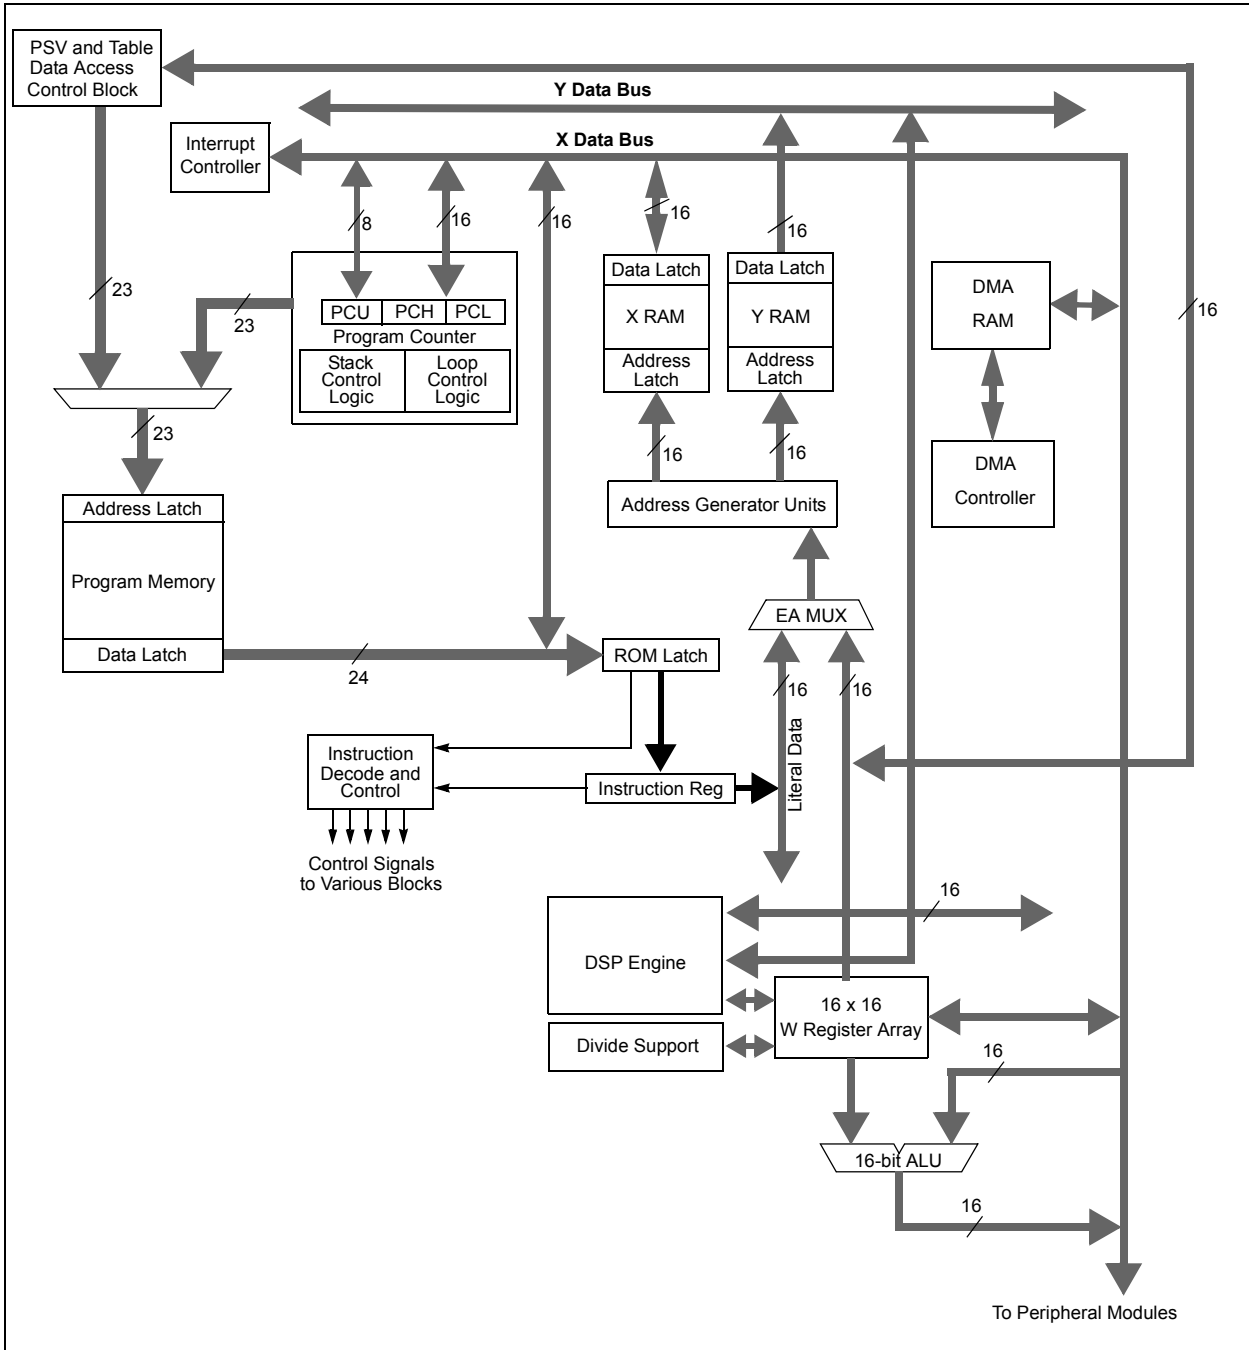 PSV and Table
Data Access
Control Block
Y Data Bus
Interrupt
Controller
X Data Bus
8
16
16
16
16
23
23
16
Data Latch
X RAM
Address
Latch
Data Latch
Y RAM
Address
Latch
DMA
RAM
PCU
PCH
PCL
Program Counter
Stack
Control
Logic
Loop
Control
Logic
23
16
16
DMA
Controller
Address Generator Units
Address Latch
Program Memory
Data Latch
24
EA MUX
ROM Latch
16
16
Literal Data
Instruction
Decode and
Control
Instruction Reg
Control Signals
to Various Blocks
16
DSP Engine
16 x 16
W Register Array
Divide Support
16
16-bit ALU
16
To Peripheral Modules